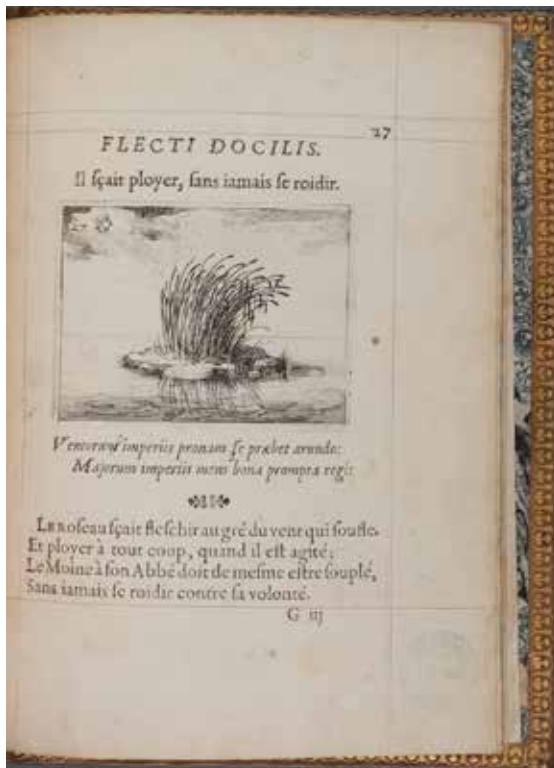 27
FLECTI DOCILIS.
Il sçait ployer, sans iamais se roidir.
Ventorum imperiis pronam se præbet arundo:
Majorum imperiis mens bona prompta regi:
LE Roseau sçait fleschir au gré du vent qui soufle,
Et ployer à tout coup, quand il est agité:
Le Moine à son Abbé doit de mesme estre souple,
Sans iamais se roidir contre sa volonté.
G iij